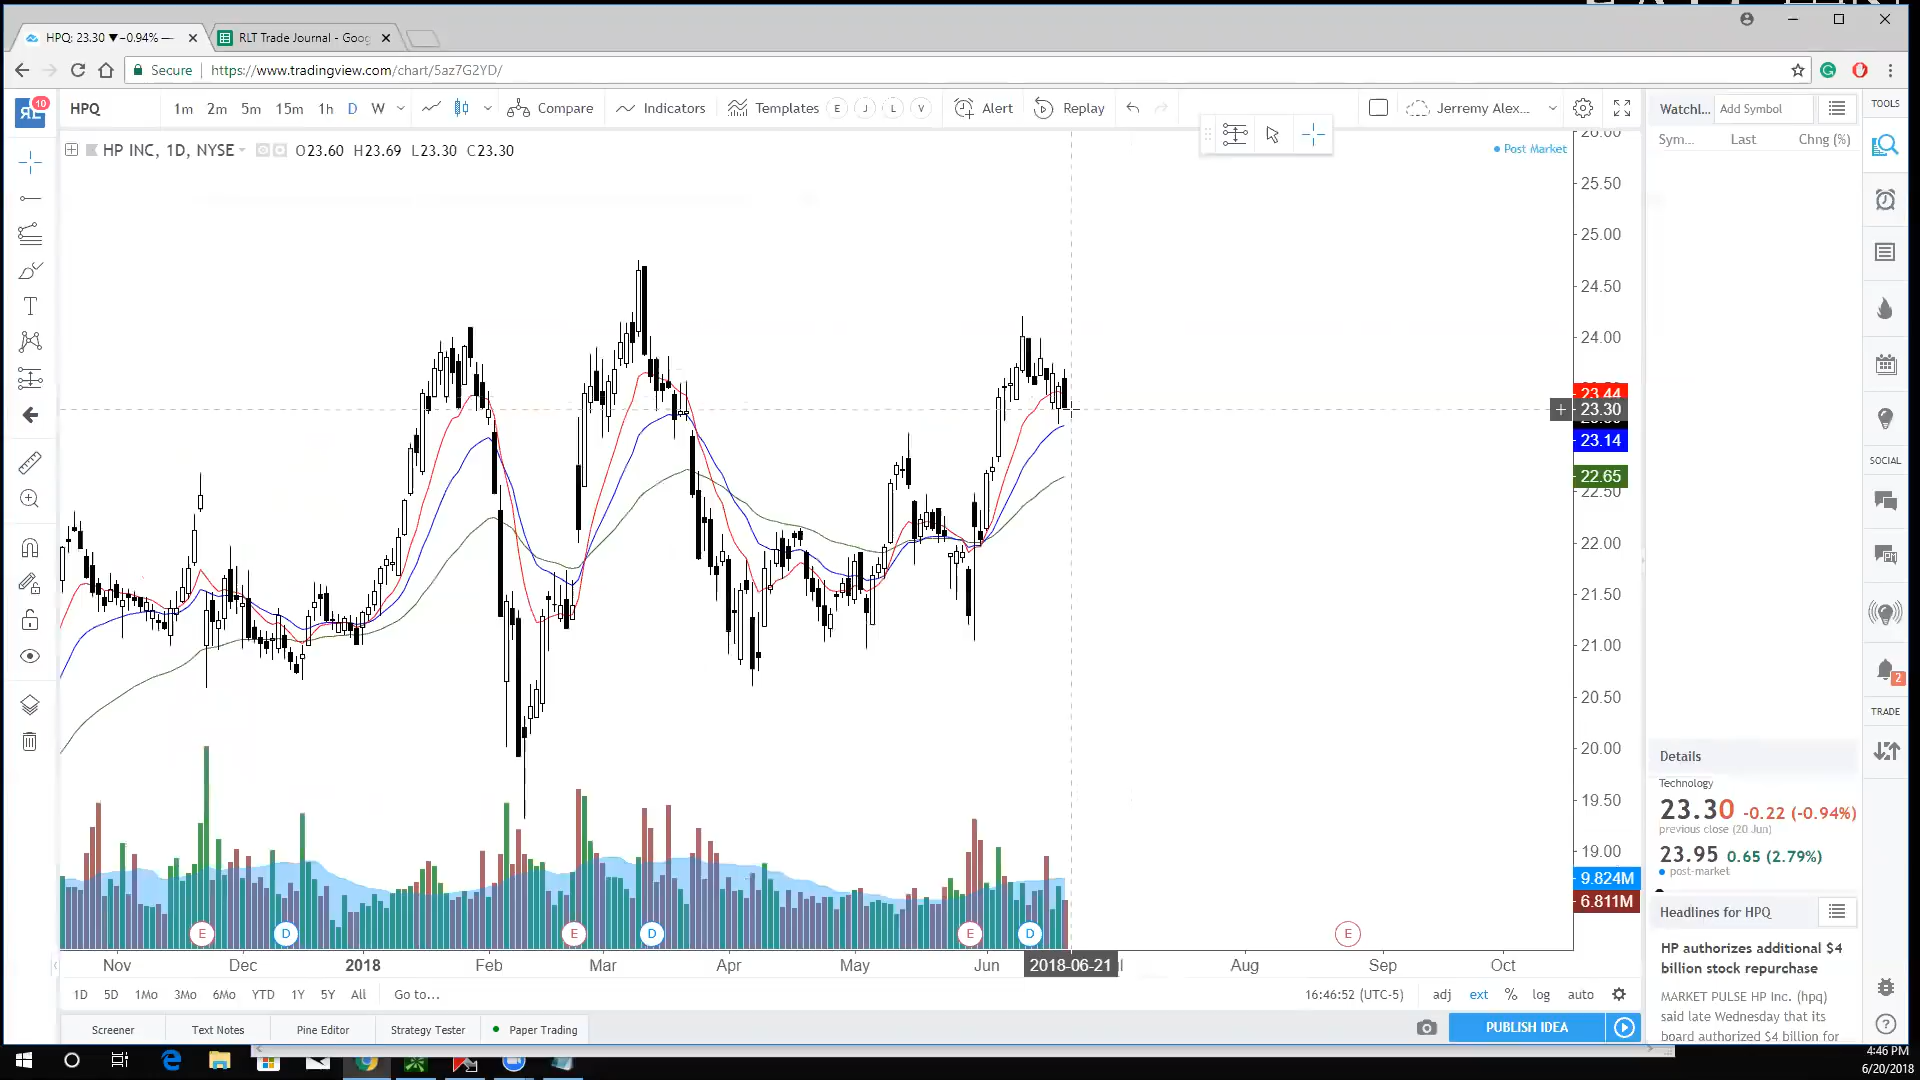 HPQ: 23.30 ▼−0.94% —
RLT Trade Journal - Goog
Secure
https://www.tradingview.com/chart/5az7G2YD/
10
HPQ
1m 2m 5m 15m 1h D W
Compare
Indicators
Templates
E J L V
Alert
Replay
Jerremy Alex...
Watchl...
Add Symbol
TOOLS
HP INC, 1D, NYSE
O23.60 H23.69 L23.30 C23.30
Post Market
Sym... Last Chng (%)
25.50
25.00
24.50
24.00
23.44
23.30
23.14
22.65
22.50
22.00
21.50
21.00
20.50
20.00
19.50
19.00
9.824M
6.811M
SOCIAL
2
TRADE
Details
Technology
23.30 -0.22 (-0.94%)
previous close (20 Jun)
23.95 0.65 (2.79%)
post-market
Headlines for HPQ
HP authorizes additional $4
billion stock repurchase
MARKET PULSE HP Inc. (hpq)
said late Wednesday that its
board authorized $4 billion for
E D E D E D E
Nov Dec 2018 Feb Mar Apr May Jun 2018-06-21 Aug Sep Oct
1D 5D 1Mo 3Mo 6Mo YTD 1Y 5Y All Go to...
16:46:52 (UTC-5) adj ext % log auto
Screener Text Notes Pine Editor Strategy Tester Paper Trading
PUBLISH IDEA
4:46 PM
6/20/2018